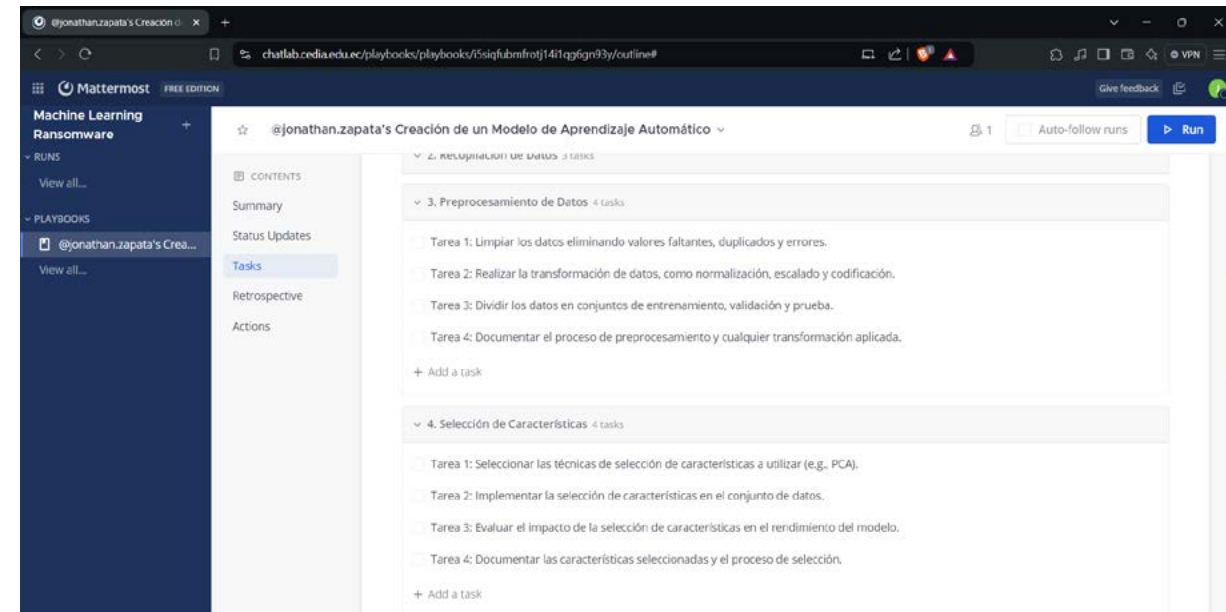 @jonathan.zapata's Creación d
chatlab.cedia.edu.ec/playbooks/playbooks/i5siqfubmfrotj14i1qg6gn93y/outline#
VPN
Mattermost FREE EDITION
Give feedback
Machine Learning
Ransomware
RUNS
View all...
PLAYBOOKS
@jonathan.zapata's Crea...
View all...
@jonathan.zapata's Creación de un Modelo de Aprendizaje Automático
1
Auto-follow runs
Run
CONTENTS
Summary
Status Updates
Tasks
Retrospective
Actions
2. Recopilación de Datos 3 tasks
3. Preprocesamiento de Datos 4 tasks
Tarea 1: Limpiar los datos eliminando valores faltantes, duplicados y errores.
Tarea 2: Realizar la transformación de datos, como normalización, escalado y codificación.
Tarea 3: Dividir los datos en conjuntos de entrenamiento, validación y prueba.
Tarea 4: Documentar el proceso de preprocesamiento y cualquier transformación aplicada.
+ Add a task
4. Selección de Características 4 tasks
Tarea 1: Seleccionar las técnicas de selección de características a utilizar (e.g., PCA).
Tarea 2: Implementar la selección de características en el conjunto de datos.
Tarea 3: Evaluar el impacto de la selección de características en el rendimiento del modelo.
Tarea 4: Documentar las características seleccionadas y el proceso de selección.
+ Add a task